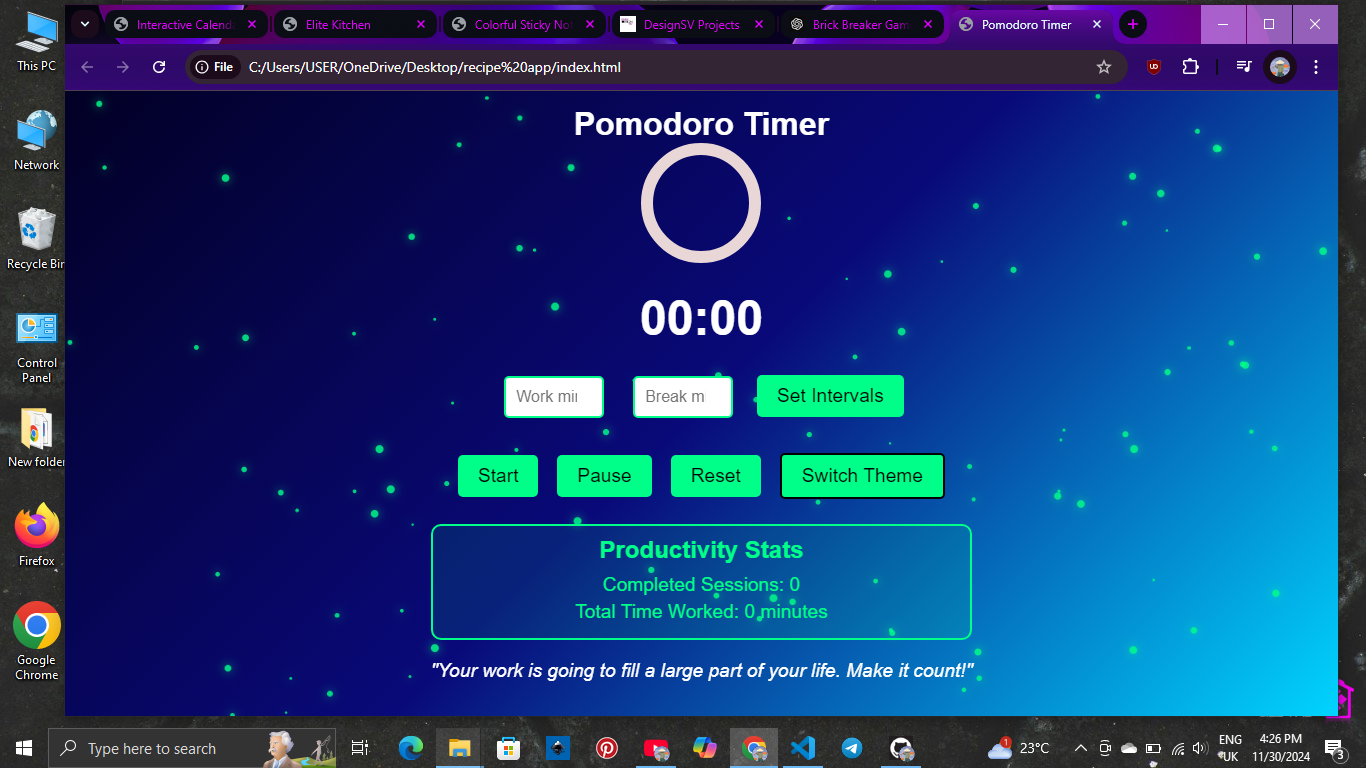 This PC
Network
Recycle Bin
Control
Panel
New folder
Firefox
Google
Chrome
Interactive Calend
Elite Kitchen
Colorful Sticky No
DesignSV Projects
Brick Breaker Gam
Pomodoro Timer
File
C:/Users/USER/OneDrive/Desktop/recipe%20app/index.html
Pomodoro Timer
00:00
Work min
Break m
Set Intervals
Start
Pause
Reset
Switch Theme
Productivity Stats
Completed Sessions: 0
Total Time Worked: 0 minutes
"Your work is going to fill a large part of your life. Make it count!"
Type here to search
1
23°C
ENG
UK
4:26 PM
11/30/2024
3